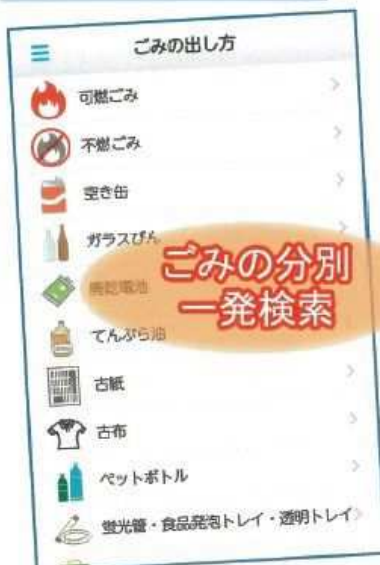 ごみの出し方
可燃ごみ
不燃ごみ
空き缶
ガラスびん
廃乾電池
てんぷら油
古紙
古布
ペットボトル
蛍光管・食品発泡トレイ・透明トレイ
ごみの分別
一発検索